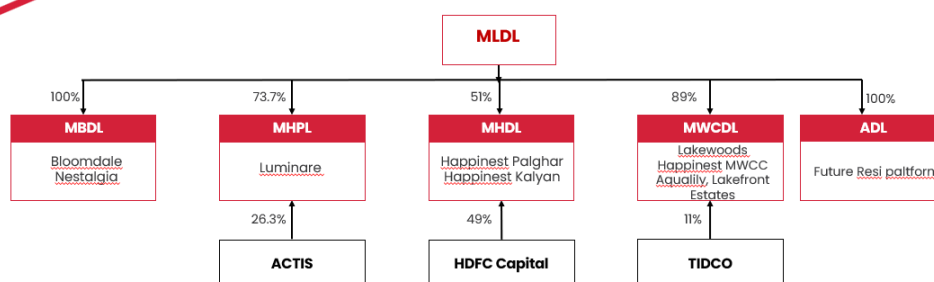 MLDL
100%
73.7%
51%
89%
100%
MBDL
MHPL
MHDL
MWCDL
ADL
Bloomdale
Nestalgia
Luminare
Happinest Palghar
Happinest Kalyan
Lakewoods
Happinest MWCC
Aqualily, Lakefront
Estates
Future Resi paltform
26.3%
49%
11%
ACTIS
HDFC Capital
TIDCO